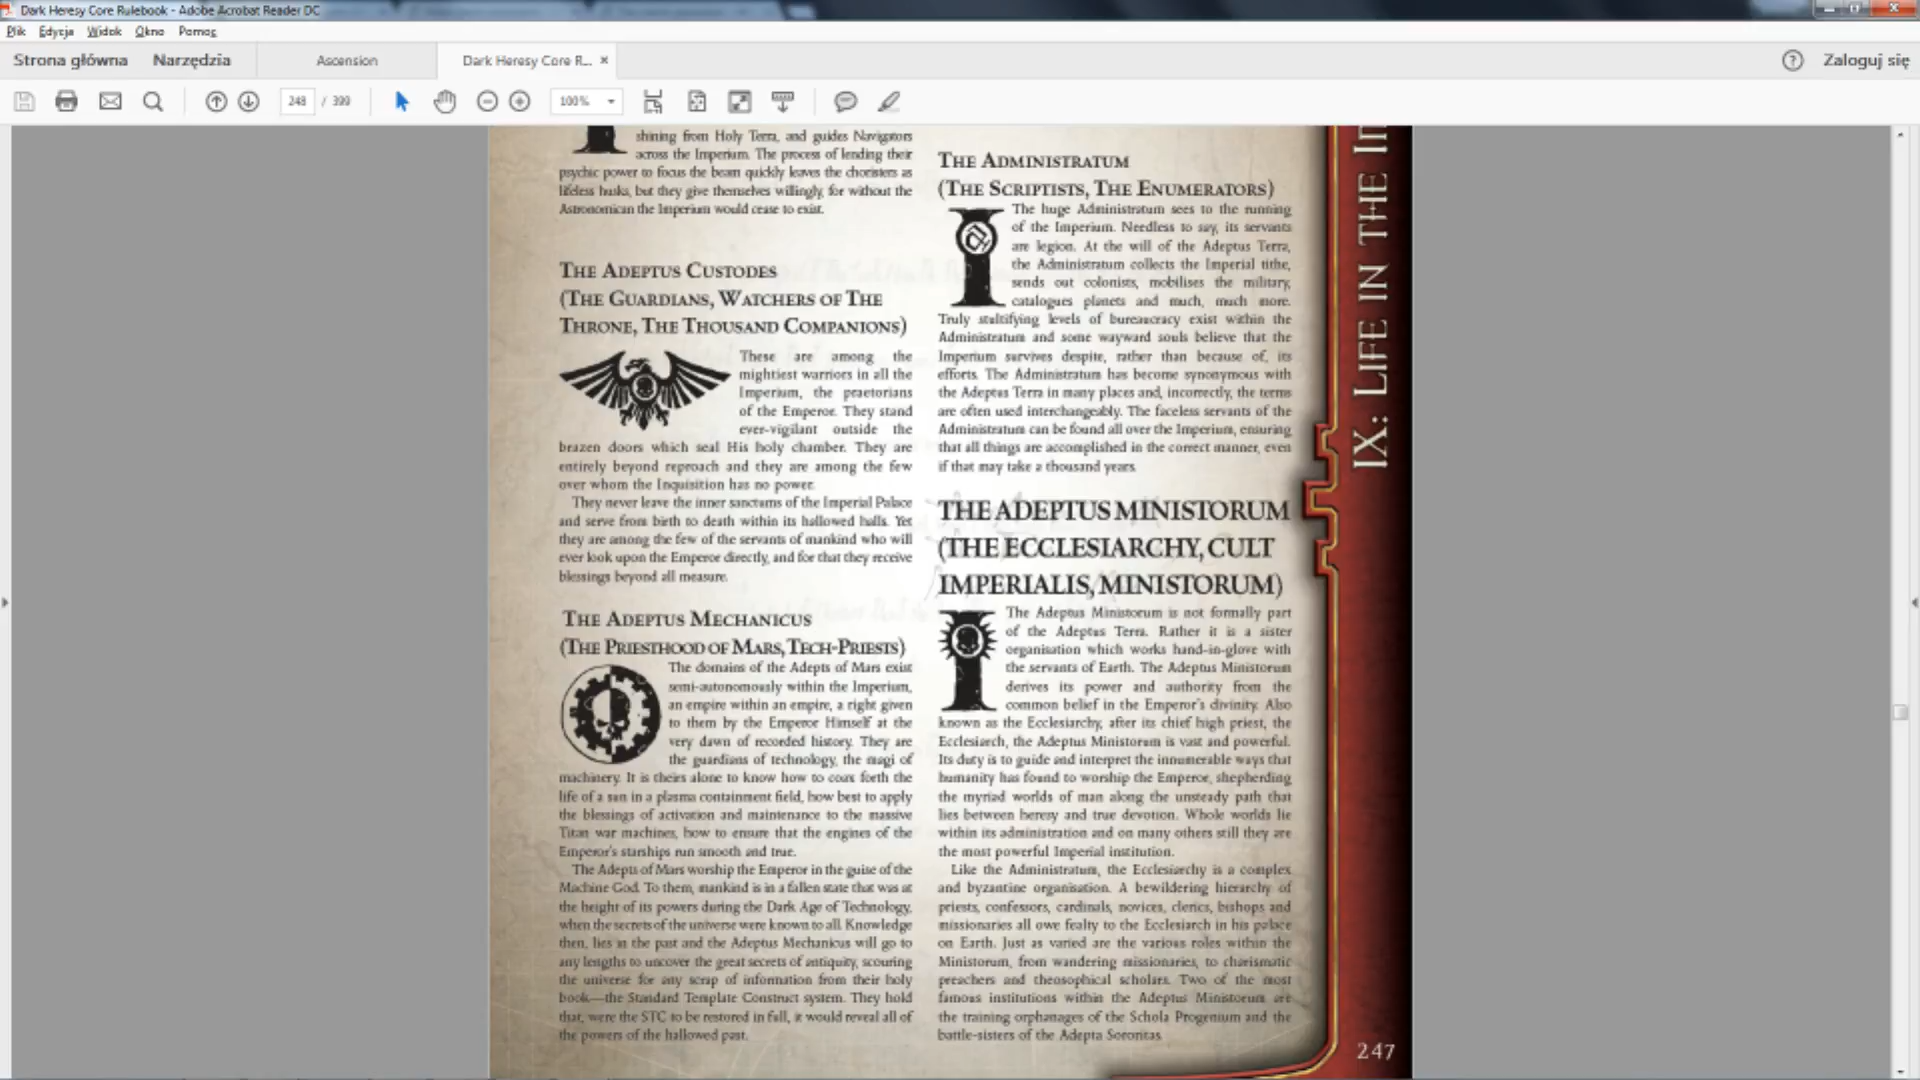 Dark Heresy Core Rulebook - Adobe Acrobat Reader DC
Plik Edycja Widok Okno Pomoc
Strona główna Narzędzia Ascension Dark Heresy Core R... × Zaloguj się
248 / 399 100%
shining from Holy Terra, and guides Navigators
across the Imperium. The process of lending their
psychic power to focus the beam quickly leaves the choristers as
lifeless husks, but they give themselves willingly, for without the
Astronomican the Imperium would cease to exist.
The Adeptus Custodes
(The Guardians, Watchers of The
Throne, The Thousand Companions)
These are among the
mightiest warriors in all the
Imperium, the praetorians
of the Emperor. They stand
ever-vigilant outside the
brazen doors which seal His holy chamber. They are
entirely beyond reproach and they are among the few
over whom the Inquisition has no power.
They never leave the inner sanctums of the Imperial Palace
and serve from birth to death within its hallowed halls. Yet
they are among the few of the servants of mankind who will
ever look upon the Emperor directly, and for that they receive
blessings beyond all measure.
The Adeptus Mechanicus
(The Priesthood of Mars, Tech-Priests)
The domains of the Adepts of Mars exist
semi-autonomously within the Imperium,
an empire within an empire, a right given
to them by the Emperor Himself at the
very dawn of recorded history. They are
the guardians of technology, the magi of
machinery. It is theirs alone to know how to coax forth the
life of a sun in a plasma containment field, how best to apply
the blessings of activation and maintenance to the massive
Titan war machines, how to ensure that the engines of the
Emperor's starships run smooth and true.
The Adepts of Mars worship the Emperor in the guise of the
Machine God. To them, mankind is in a fallen state that was at
the height of its powers during the Dark Age of Technology,
when the secrets of the universe were known to all. Knowledge
then, lies in the past and the Adeptus Mechanicus will go to
any lengths to uncover the great secrets of antiquity, scouring
the universe for any scrap of information from their holy
book—the Standard Template Construct system. They hold
that, were the STC to be restored in full, it would reveal all of
the powers of the hallowed past.
The Administratum
(The Scriptists, The Enumerators)
The huge Administratum sees to the running
of the Imperium. Needless to say, its servants
are legion. At the will of the Adeptus Terra,
the Administratum collects the Imperial tithe,
sends out colonists, mobilises the military,
catalogues planets and much, much more.
Truly stultifying levels of bureaucracy exist within the
Administratum and some wayward souls believe that the
Imperium survives despite, rather than because of, its
efforts. The Administratum has become synonymous with
the Adeptus Terra in many places and, incorrectly, the terms
are often used interchangeably. The faceless servants of the
Administratum can be found all over the Imperium, ensuring
that all things are accomplished in the correct manner, even
if that may take a thousand years.
THE ADEPTUS MINISTORUM
(THE ECCLESIARCHY, CULT
IMPERIALIS, MINISTORUM)
The Adeptus Ministorum is not formally part
of the Adeptus Terra. Rather it is a sister
organisation which works hand-in-glove with
the servants of Earth. The Adeptus Ministorum
derives its power and authority from the
common belief in the Emperor's divinity. Also
known as the Ecclesiarchy, after its chief high priest, the
Ecclesiarch, the Adeptus Ministorum is vast and powerful.
Its duty is to guide and interpret the innumerable ways that
humanity has found to worship the Emperor, shepherding
the myriad worlds of man along the unsteady path that
lies between heresy and true devotion. Whole worlds lie
within its administration and on many others still they are
the most powerful Imperial institution.
Like the Administratum, the Ecclesiarchy is a complex
and byzantine organisation. A bewildering hierarchy of
priests, confessors, cardinals, novices, clerics, bishops and
missionaries all owe fealty to the Ecclesiarch in his palace
on Earth. Just as varied are the various roles within the
Ministorum, from wandering missionaries, to charismatic
preachers and theosophical scholars. Two of the most
famous institutions within the Adeptus Ministorum are
the training orphanages of the Schola Progenium and the
battle-sisters of the Adepta Sororitas.
IX: Life in the
247